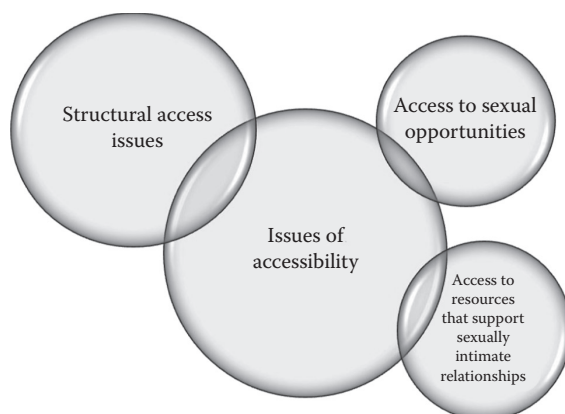 Structural access
issues
Access to sexual
opportunities
Issues of
accessibility
Access to
resources
that support
sexually
intimate
relationships